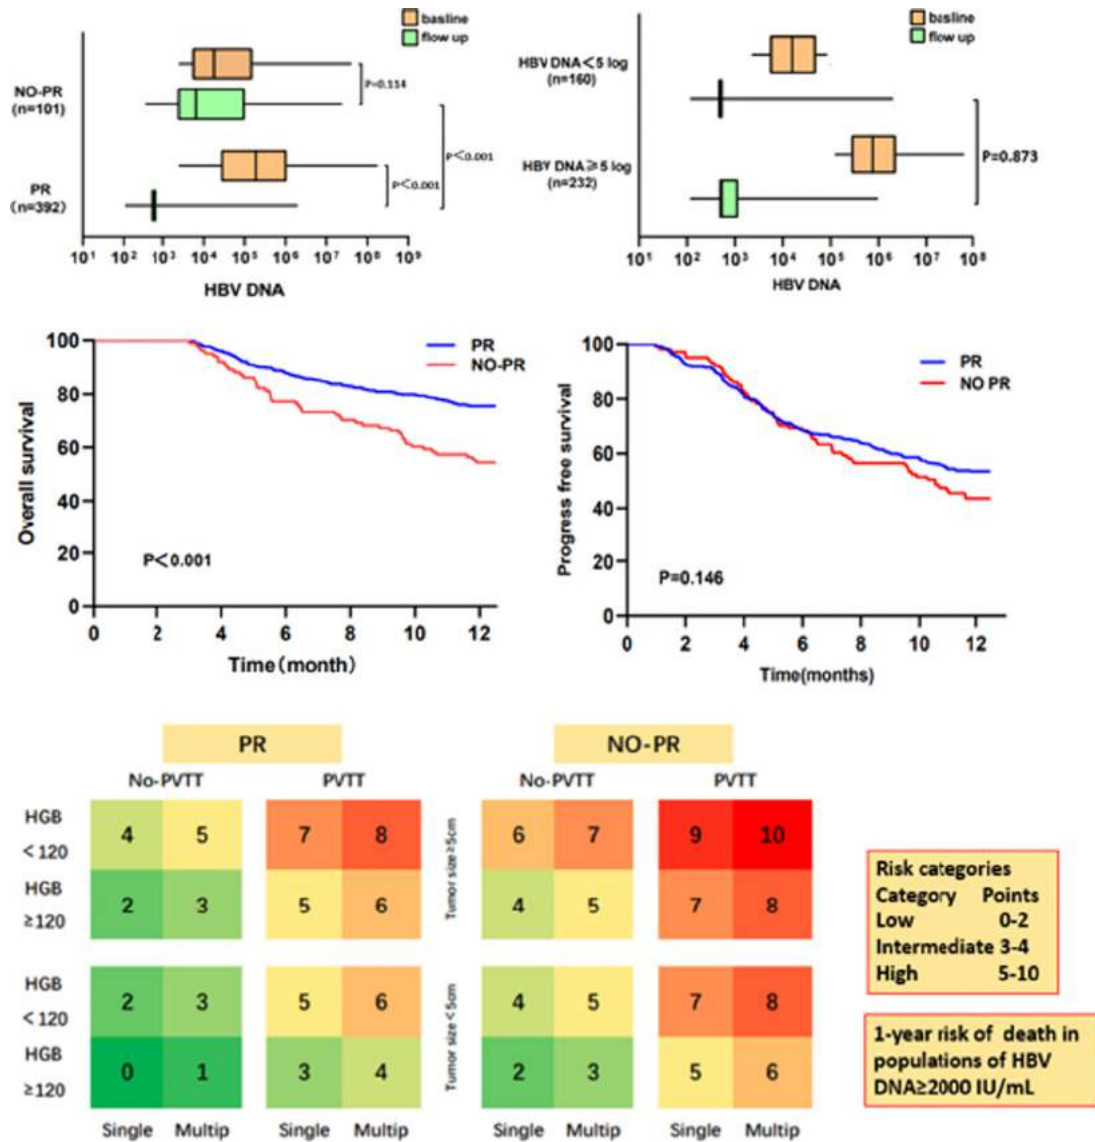 basline
flow up
NO-PR
(n=101)
P=0.114
P<0.001
PR
(n=392)
P<0.001
10¹ 10² 10³ 10⁴ 10⁵ 10⁶ 10⁷ 10⁸ 10⁹
HBV DNA
basline
flow up
HBV DNA<5 log
(n=160)
HBV DNA≥5 log
(n=232)
P=0.873
10¹ 10² 10³ 10⁴ 10⁵ 10⁶ 10⁷ 10⁸
HBV DNA
Overall survival
100
80
60
40
20
0
PR
NO-PR
P<0.001
0 2 4 6 8 10 12
Time(month)
Progress free survival
100
80
60
40
20
0
PR
NO PR
P=0.146
0 2 4 6 8 10 12
Time(months)
PR NO-PR
No-PVTT PVTT No-PVTT PVTT
HGB
<120
4 5 7 8 6 7 9 10
HGB
≥120
2 3 5 6 4 5 7 8
Tumor size≥5cm
HGB
<120
2 3 5 6 4 5 7 8
HGB
≥120
0 1 3 4 2 3 5 6
Tumor size<5cm
Single Multip Single Multip Single Multip Single Multip
Risk categories
Category Points
Low 0-2
Intermediate 3-4
High 5-10
1-year risk of death in
populations of HBV
DNA≥2000 IU/mL